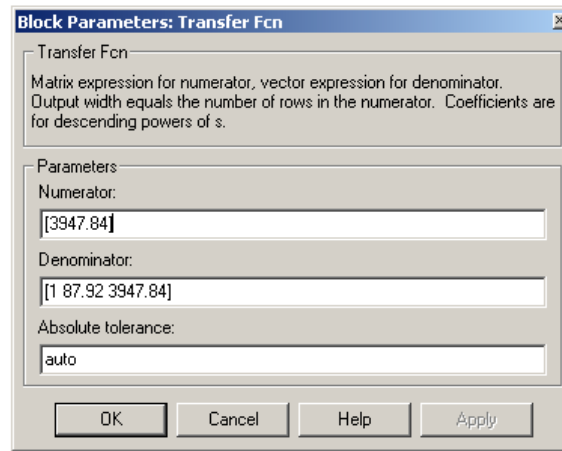 Block Parameters: Transfer Fcn
Transfer Fcn
Matrix expression for numerator, vector expression for denominator.
Output width equals the number of rows in the numerator. Coefficients are
for descending powers of s.
Parameters
Numerator:
[3947.84]
Denominator:
[1 87.92 3947.84]
Absolute tolerance:
auto
OK Cancel Help Apply